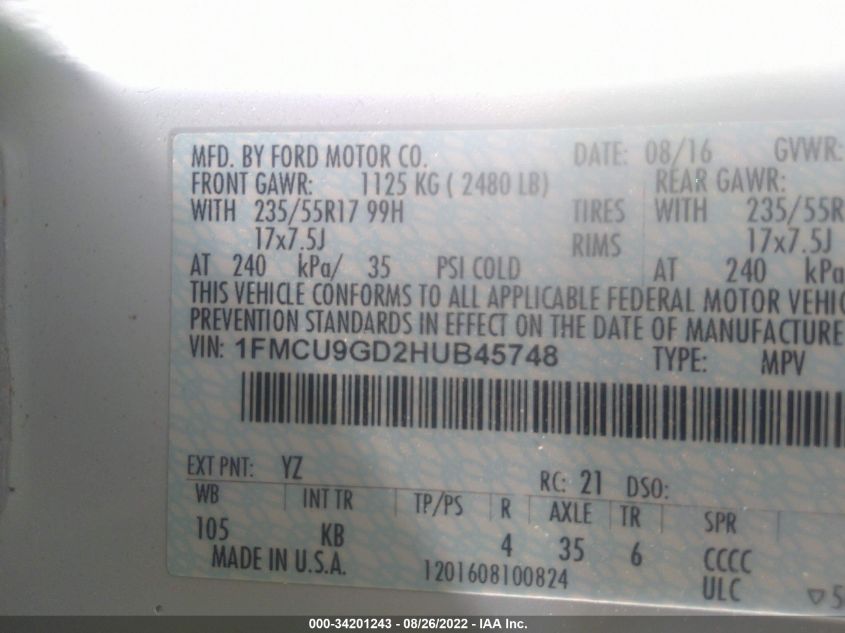 MFD. BY FORD MOTOR CO. DATE: 08/16 GVWR:
FRONT GAWR: 1125 KG ( 2480 LB) REAR GAWR:
WITH 235/55R17 99H TIRES WITH 235/55R
17x7.5J RIMS 17x7.5J
AT 240 kPa/ 35 PSI COLD AT 240 kPa
THIS VEHICLE CONFORMS TO ALL APPLICABLE FEDERAL MOTOR VEHIC
PREVENTION STANDARDS IN EFFECT ON THE DATE OF MANUFACTURE
VIN: 1FMCU9GD2HUB45748 TYPE: MPV
EXT PNT: YZ RC: 21 DSO:
WB INT TR TP/PS R AXLE TR SPR
105 KB 4 35 6 CCCC
MADE IN U.S.A. 1201608100824 ULC ▽5
000-34201243 - 08/26/2022 - IAA Inc.